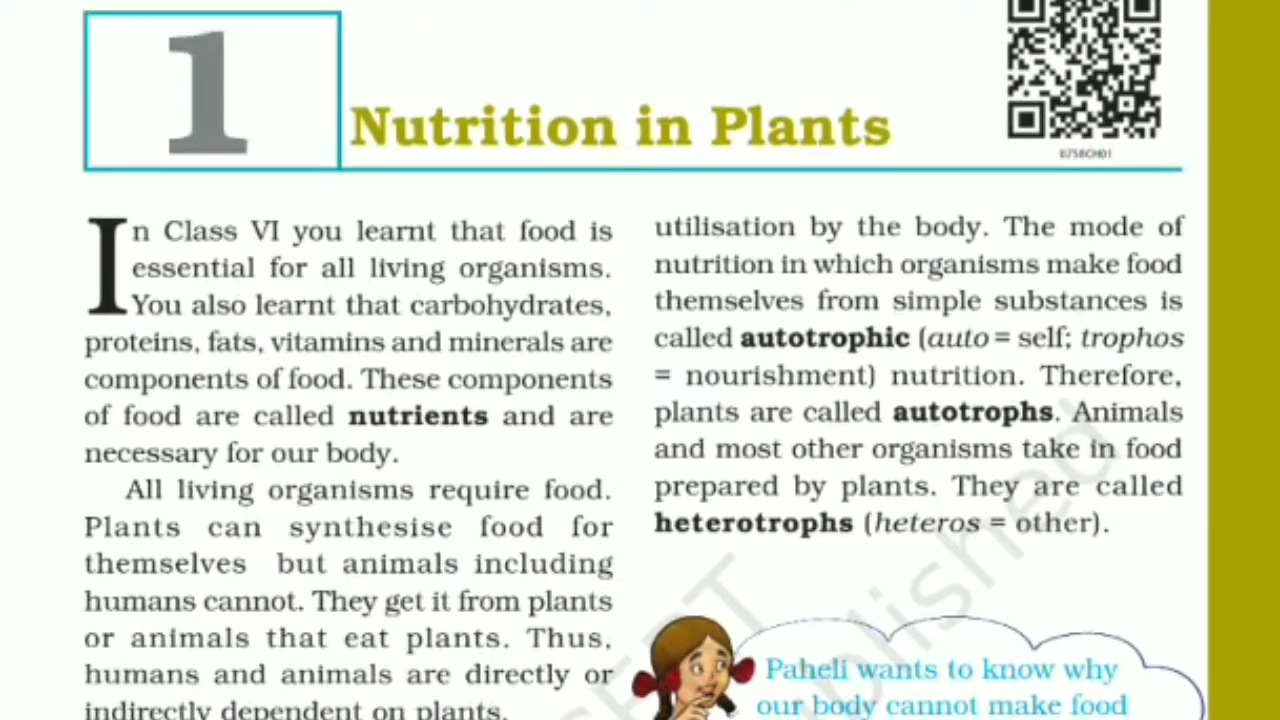 1
Nutrition in Plants
0758CH01
In Class VI you learnt that food is
essential for all living organisms.
You also learnt that carbohydrates,
proteins, fats, vitamins and minerals are
components of food. These components
of food are called nutrients and are
necessary for our body.
All living organisms require food.
Plants can synthesise food for
themselves but animals including
humans cannot. They get it from plants
or animals that eat plants. Thus,
humans and animals are directly or
indirectly dependent on plants.
utilisation by the body. The mode of
nutrition in which organisms make food
themselves from simple substances is
called autotrophic (auto = self; trophos
= nourishment) nutrition. Therefore,
plants are called autotrophs. Animals
and most other organisms take in food
prepared by plants. They are called
heterotrophs (heteros = other).
Paheli wants to know why
our body cannot make food
published